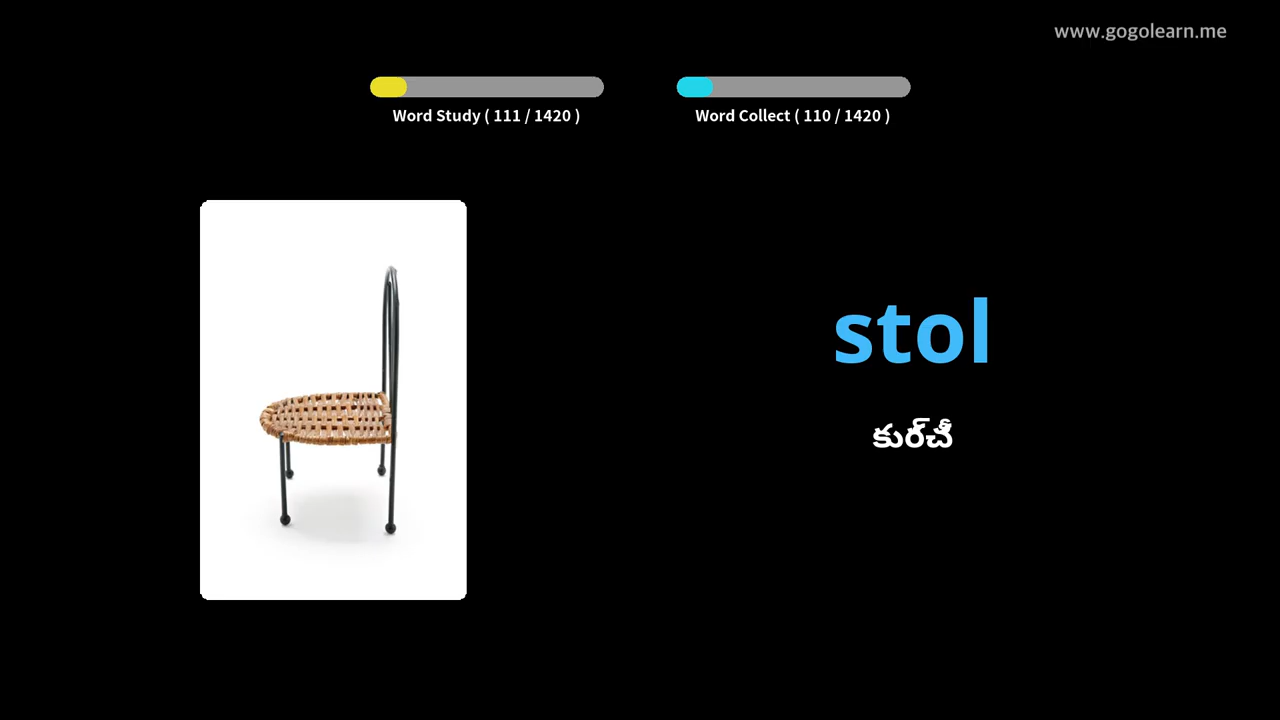 www.gogolearn.me
Word Study ( 111 / 1420 )
Word Collect ( 110 / 1420 )
stol
కుర్‌చీ